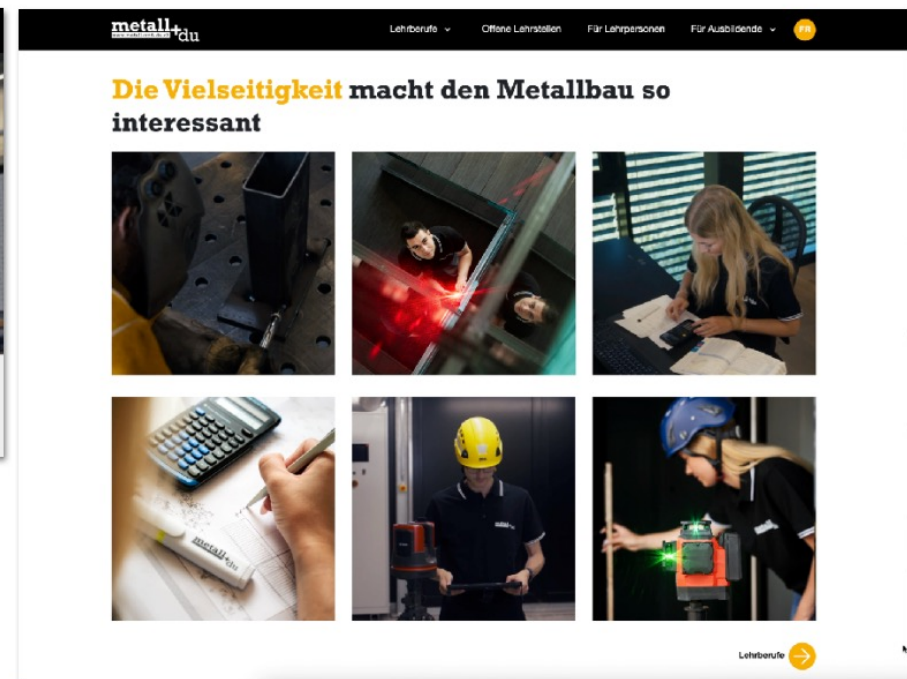 metall+du
Lehrberufe
Offene Lehrstellen
Für Lehrpersonen
Für Ausbildende
FR
Die Vielseitigkeit macht den Metallbau so
interessant
metall+du
Lehrberufe